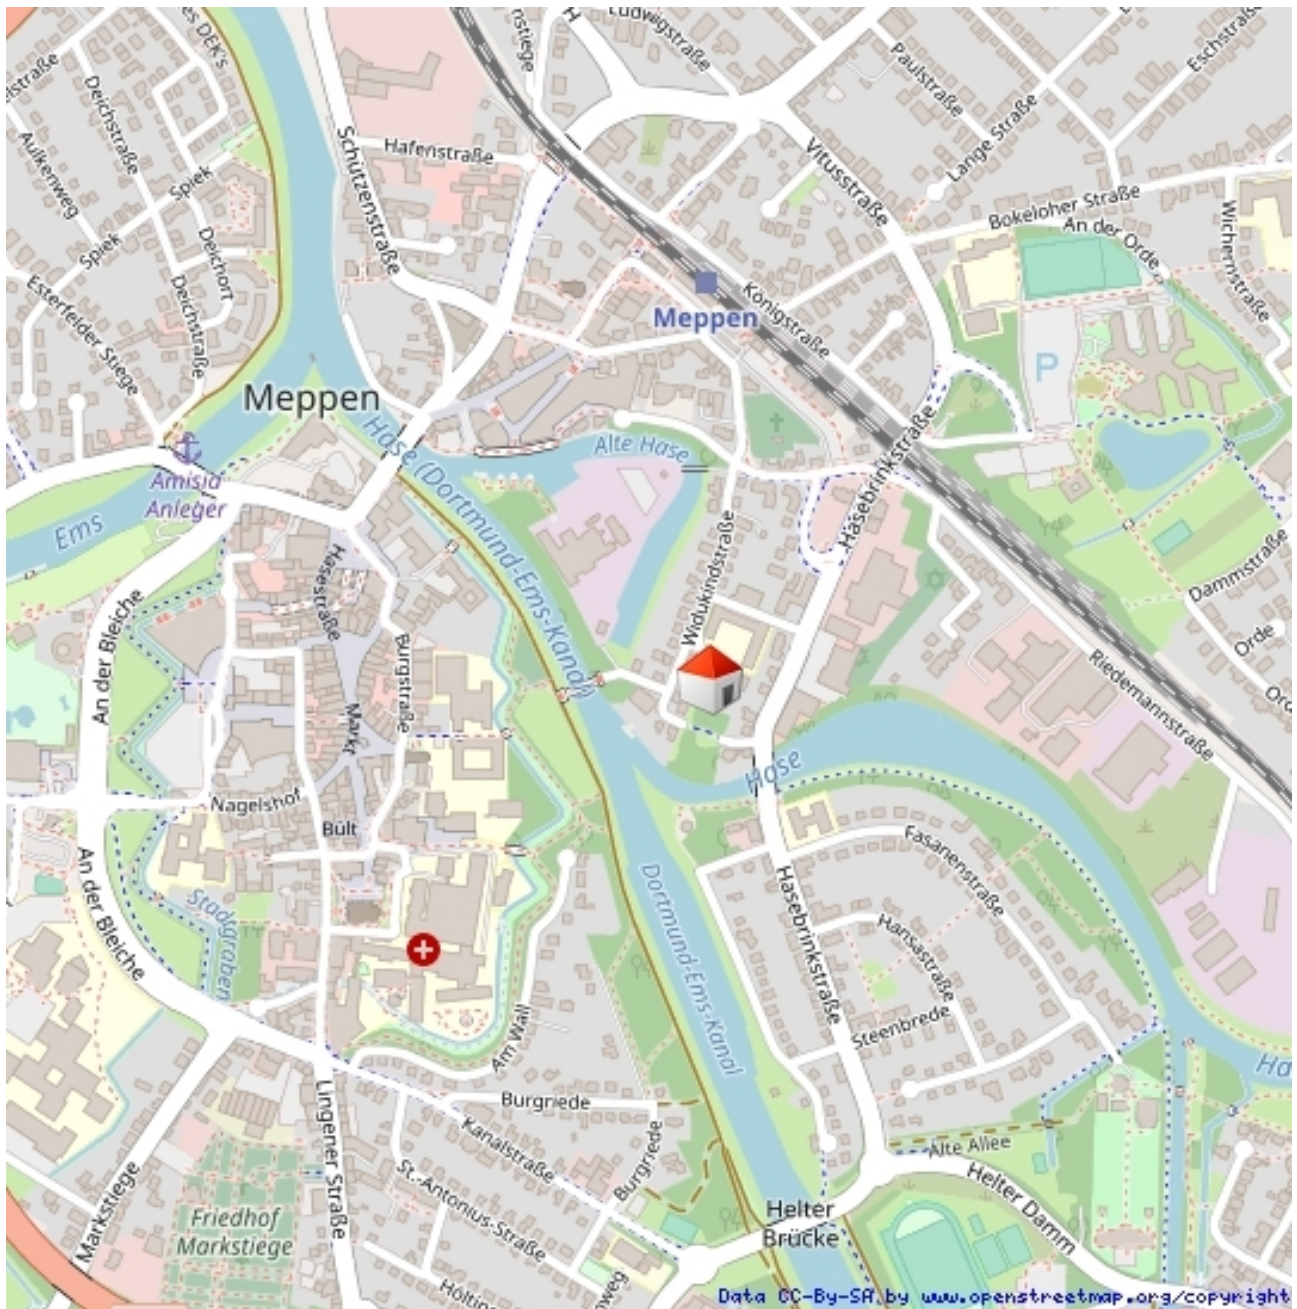 Ludwigstraße
Paulstraße
Eschstraße
Lange Straße
Deichstraße
Aulkenweg
Spiek
Schützenstraße
Hafenstraße
Vitusstraße
Bokeloher Straße
An der Orde
Wichernstraße
Spiek
Deichort
Esterfelder Stiege
Deichstraße
Meppen
Königstraße
P
Meppen
Hase (Dortmund-Ems-Kanal)
Alte Hase
Hasebrinkstraße
Amisia
Anleger
Ems
Widukindstraße
Hasestraße
Dammstraße
An der Bleiche
Burgstraße
Orde
Riedemannstraße
Markt
Hase
Nagelshof
Bült
Fasanenstraße
An der Bleiche
Stadtgraben
Dortmund-Ems-Kanal
Hasebrinkstraße
Hansastraße
Steenbrede
Am Wall
Lingener Straße
Burgriede
Kanalstraße
Burgriede
Alte Allee
Helter Damm
Markstiege
St.-Antonius-Straße
Friedhof
Markstiege
Helter
Brücke
Data CC-By-SA by www.openstreetmap.org/copyright